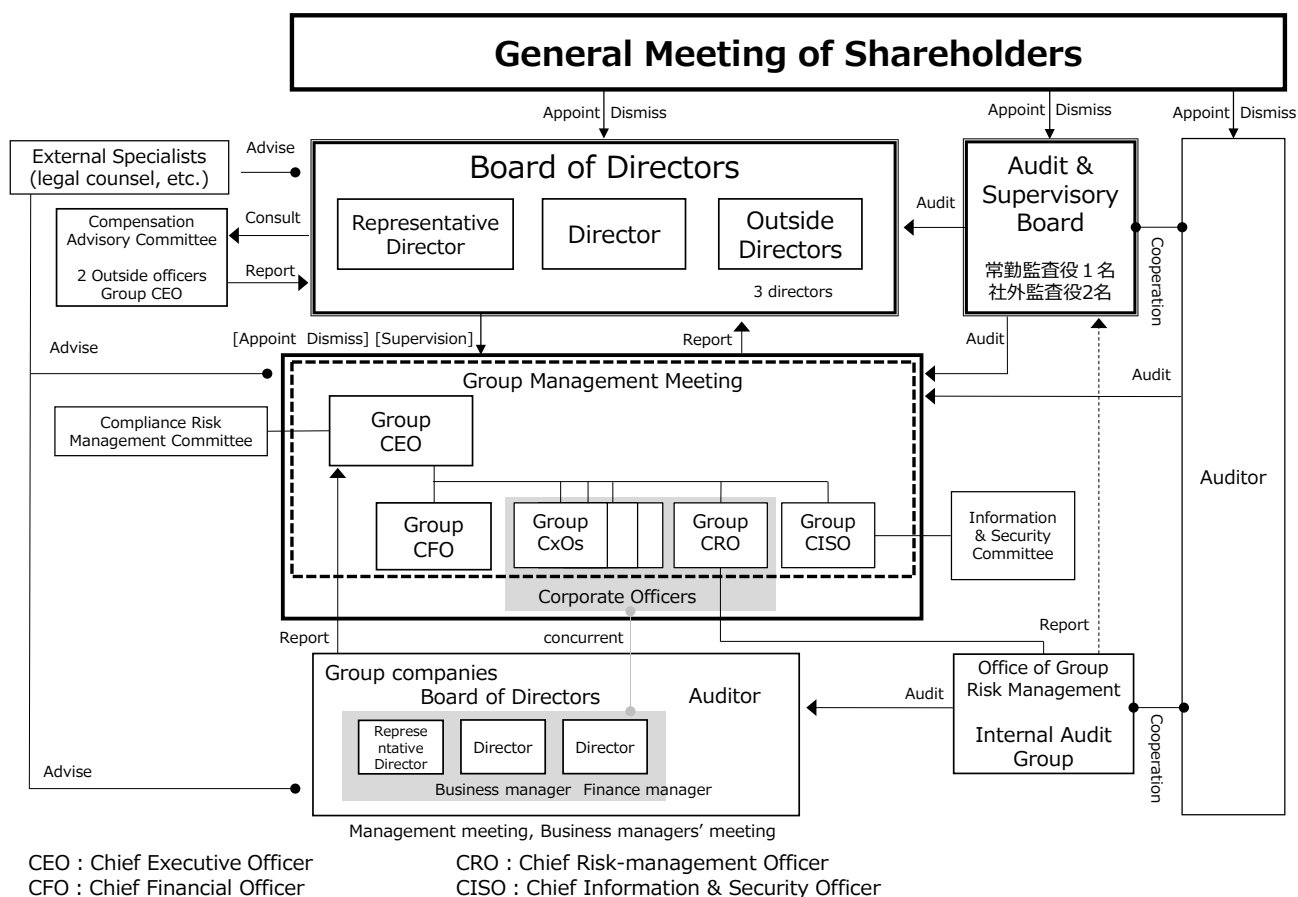 General Meeting of Shareholders
Appoint Dismiss
Appoint Dismiss
Appoint Dismiss
External Specialists
(legal counsel, etc.)
Advise
Board of Directors
Representative
Director
Director
Outside
Directors
3 directors
Audit &
Supervisory
Board
常勤監査役１名
社外監査役2名
Audit
Cooperation
Compensation
Advisory Committee
2 Outside officers
Group CEO
Consult
Report
[Appoint Dismiss] [Supervision]
Report
Audit
Advise
Audit
Group Management Meeting
Group
CEO
Compliance Risk
Management Committee
Group
CFO
Group
CxOs
Group
CRO
Group
CISO
Information
& Security
Committee
Auditor
Corporate Officers
Report
concurrent
Report
Group companies
Board of Directors
Auditor
Represe
ntative
Director
Director
Director
Business manager
Finance manager
Audit
Office of Group
Risk Management
Internal Audit
Group
Cooperation
Advise
Management meeting, Business managers’ meeting
CEO : Chief Executive Officer
CRO : Chief Risk-management Officer
CFO : Chief Financial Officer
CISO : Chief Information & Security Officer